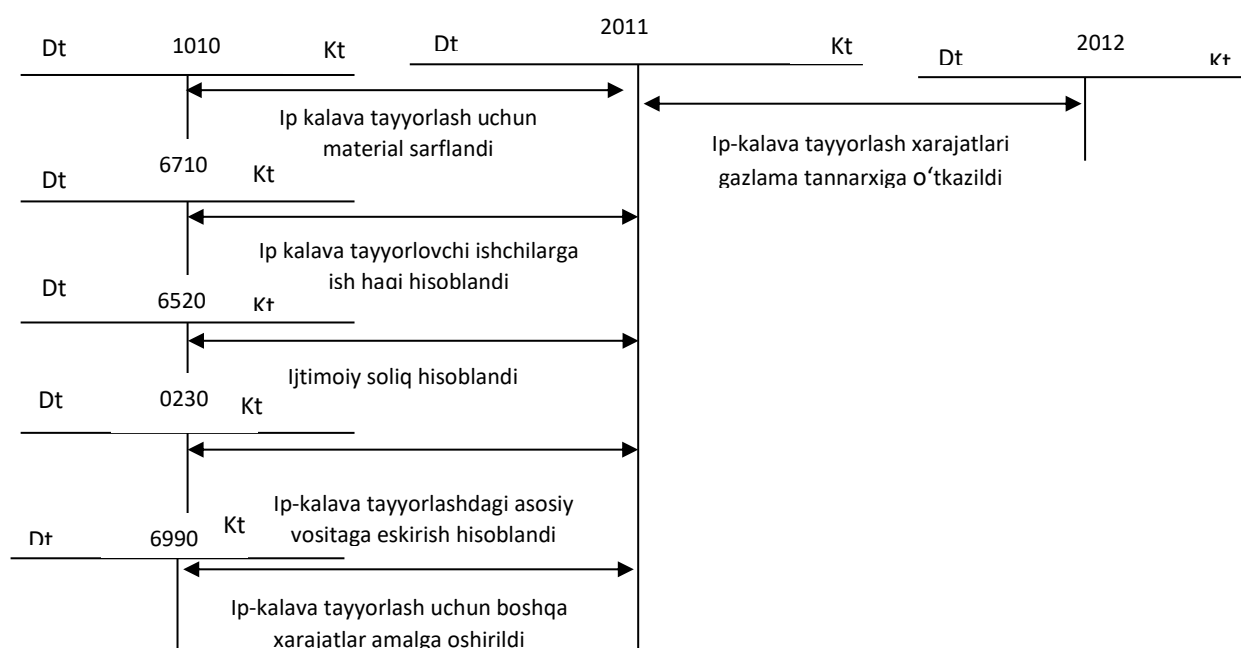 Dt 1010 Kt
Dt 2011 Kt
Dt 2012 Kt
Ip kalava tayyorlash uchun
material sarflandi
Ip-kalava tayyorlash xarajatlari
gazlama tannarxiga o‘tkazildi
Dt 6710 Kt
Ip kalava tayyorlovchi ishchilarga
ish haqi hisoblandi
Dt 6520 Kt
Ijtimoiy soliq hisoblandi
Dt 0230 Kt
Ip-kalava tayyorlashdagi asosiy
vositaga eskirish hisoblandi
Dt 6990 Kt
Ip-kalava tayyorlash uchun boshqa
xarajatlar amalga oshirildi